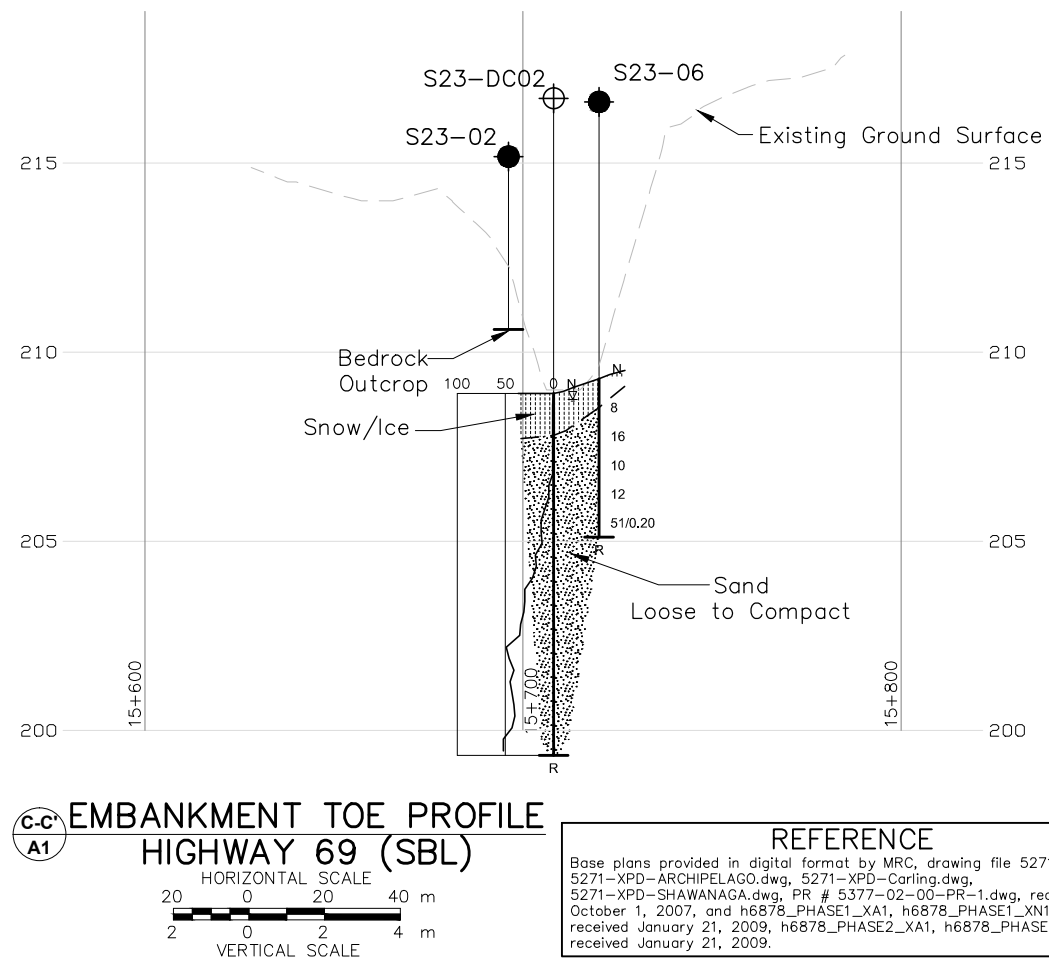 S23-DC02
S23-06
S23-02
Existing Ground Surface
215
215
210
210
Bedrock
Outcrop
100 50 0 N
N
Snow/Ice
8
16
10
12
51/0.20
R
205
205
Sand
Loose to Compact
15+600
15+700
15+800
200
200
R
C-C'
A1
EMBANKMENT TOE PROFILE
HIGHWAY 69 (SBL)
HORIZONTAL SCALE
20 0 20 40 m
2 0 2 4 m
VERTICAL SCALE
REFERENCE
Base plans provided in digital format by MRC, drawing file 5271
5271-XPD-ARCHIPELAGO.dwg, 5271-XPD-Carling.dwg,
5271-XPD-SHAWANAGA.dwg, PR # 5377-02-00-PR-1.dwg, rec
October 1, 2007, and h6878_PHASE1_XA1, h6878_PHASE1_XN1
received January 21, 2009, h6878_PHASE2_XA1, h6878_PHASE
received January 21, 2009.